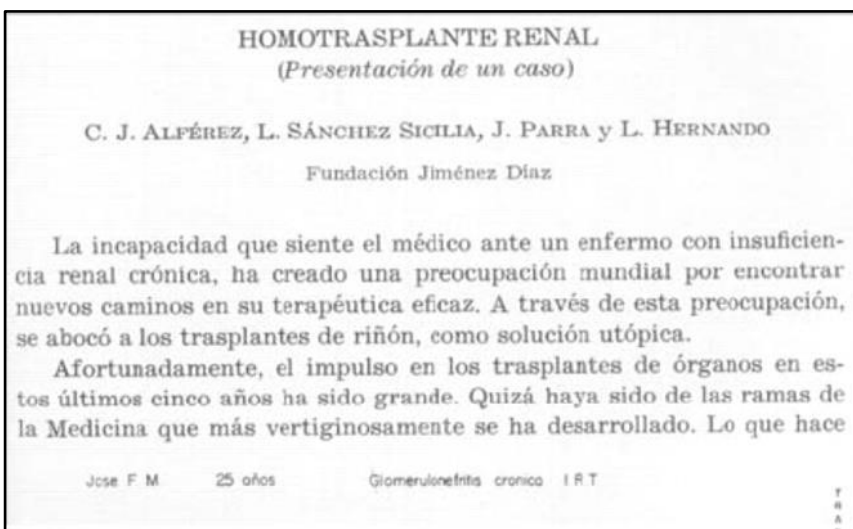 HOMOTRASPLANTE RENAL
(Presentación de un caso)
C. J. ALFÉREZ, L. SÁNCHEZ SICILIA, J. PARRA y L. HERNANDO
Fundación Jiménez Díaz
La incapacidad que siente el médico ante un enfermo con insuficien-
cia renal crónica, ha creado una preocupación mundial por encontrar
nuevos caminos en su terapéutica eficaz. A través de esta preocupación,
se abocó a los trasplantes de riñón, como solución utópica.
Afortunadamente, el impulso en los trasplantes de órganos en es-
tos últimos cinco años ha sido grande. Quizá haya sido de las ramas de
la Medicina que más vertiginosamente se ha desarrollado. Lo que hace
Jose F M 25 años Glomerulonefritis cronica I R T
T
R
A